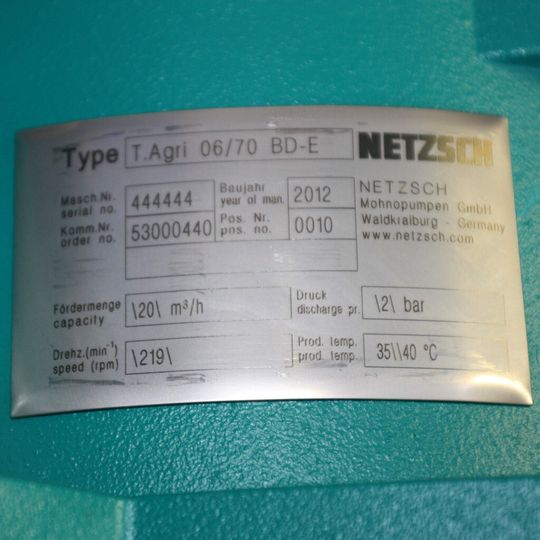 Type T.Agri 06/70 BD-E NETZSCH
Masch.Nr. serial no. 444444 Baujahr year of man. 2012
Komm.Nr. order no. 53000440 Pos. Nr. pos. no. 0010
NETZSCH
Mohnopumpen GmbH
Waldkraiburg - Germany
www.netzsch.com
Fördermenge capacity \20\ m³/h Druck discharge pr. \2\ bar
Drehz.(min⁻¹) speed (rpm) \219\ Prod. temp. prod. temp. 35\\40 °C